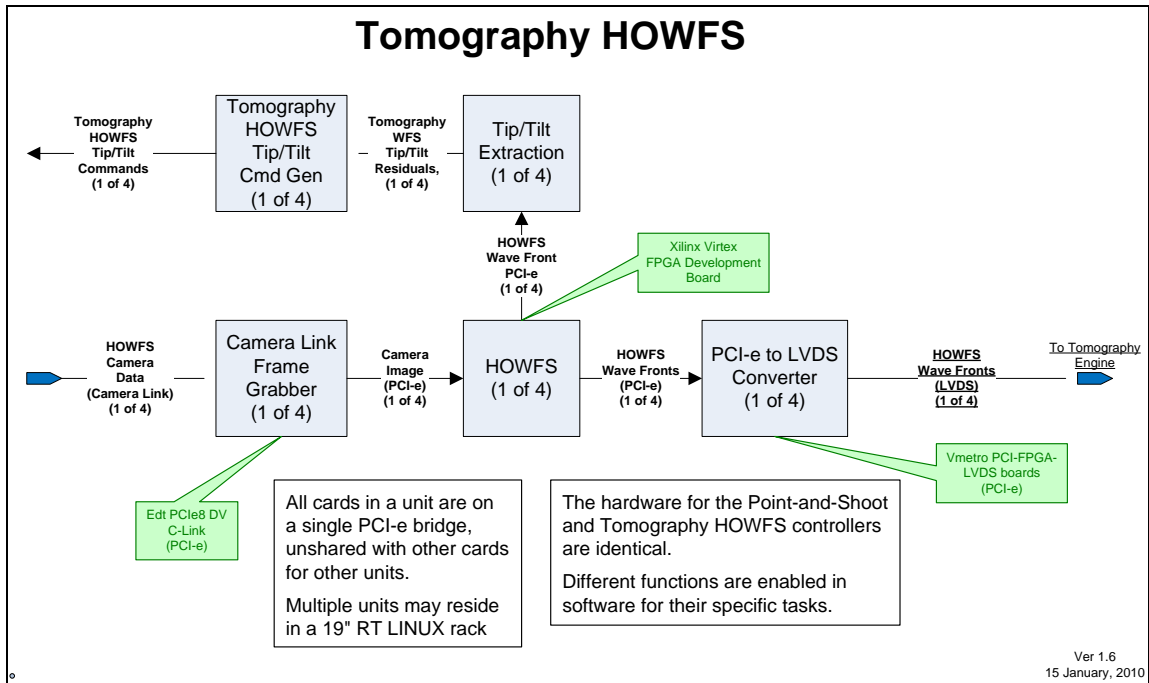 Tomography HOWFS
Tomography
HOWFS
Tip/Tilt
Commands
(1 of 4)
Tomography
HOWFS
Tip/Tilt
Cmd Gen
(1 of 4)
Tomography
WFS
Tip/Tilt
Residuals,
(1 of 4)
Tip/Tilt
Extraction
(1 of 4)
HOWFS
Wave Front
PCI-e
(1 of 4)
Xilinx Virtex
FPGA Development
Board
HOWFS
Camera
Data
(Camera Link)
(1 of 4)
Camera Link
Frame
Grabber
(1 of 4)
Camera
Image
(PCI-e)
(1 of 4)
HOWFS
(1 of 4)
HOWFS
Wave Fronts
(PCI-e)
(1 of 4)
PCI-e to LVDS
Converter
(1 of 4)
HOWFS
Wave Fronts
(LVDS)
(1 of 4)
To Tomography
Engine
Edt PCIe8 DV
C-Link
(PCI-e)
All cards in a unit are on
a single PCI-e bridge,
unshared with other cards
for other units.
Multiple units may reside
in a 19" RT LINUX rack
The hardware for the Point-and-Shoot
and Tomography HOWFS controllers
are identical.
Different functions are enabled in
software for their specific tasks.
Vmetro PCI-FPGA-
LVDS boards
(PCI-e)
Ver 1.6
15 January, 2010